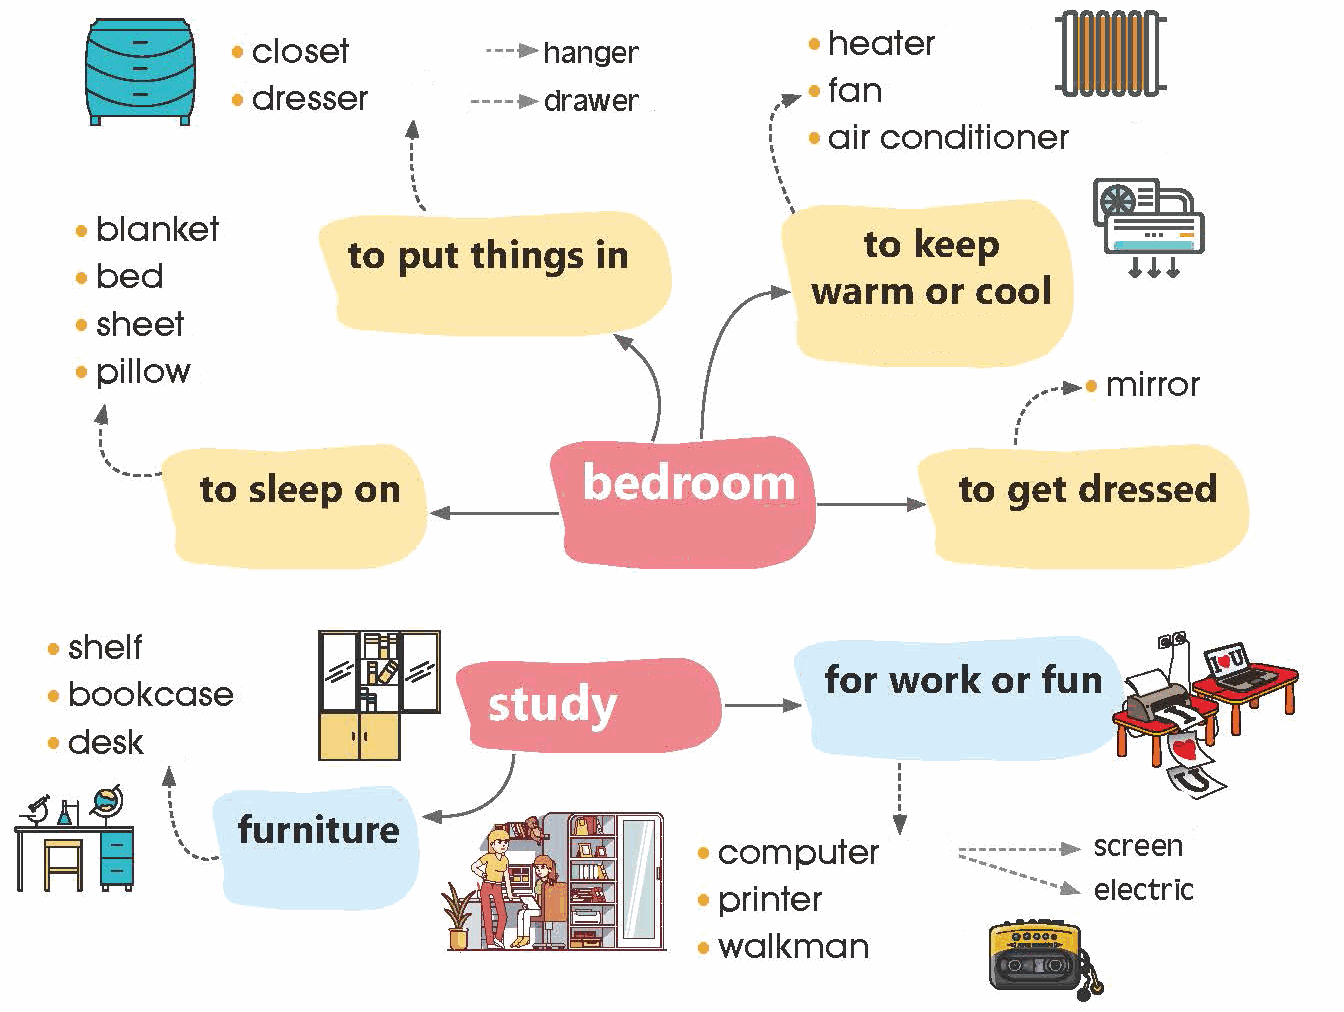 closet
hanger
dresser
drawer
heater
fan
air conditioner
blanket
bed
sheet
pillow
to put things in
to keep
warm or cool
mirror
to sleep on
bedroom
to get dressed
shelf
bookcase
desk
study
for work or fun
I ♥ U
I
♥
U
furniture
computer
printer
walkman
screen
electric